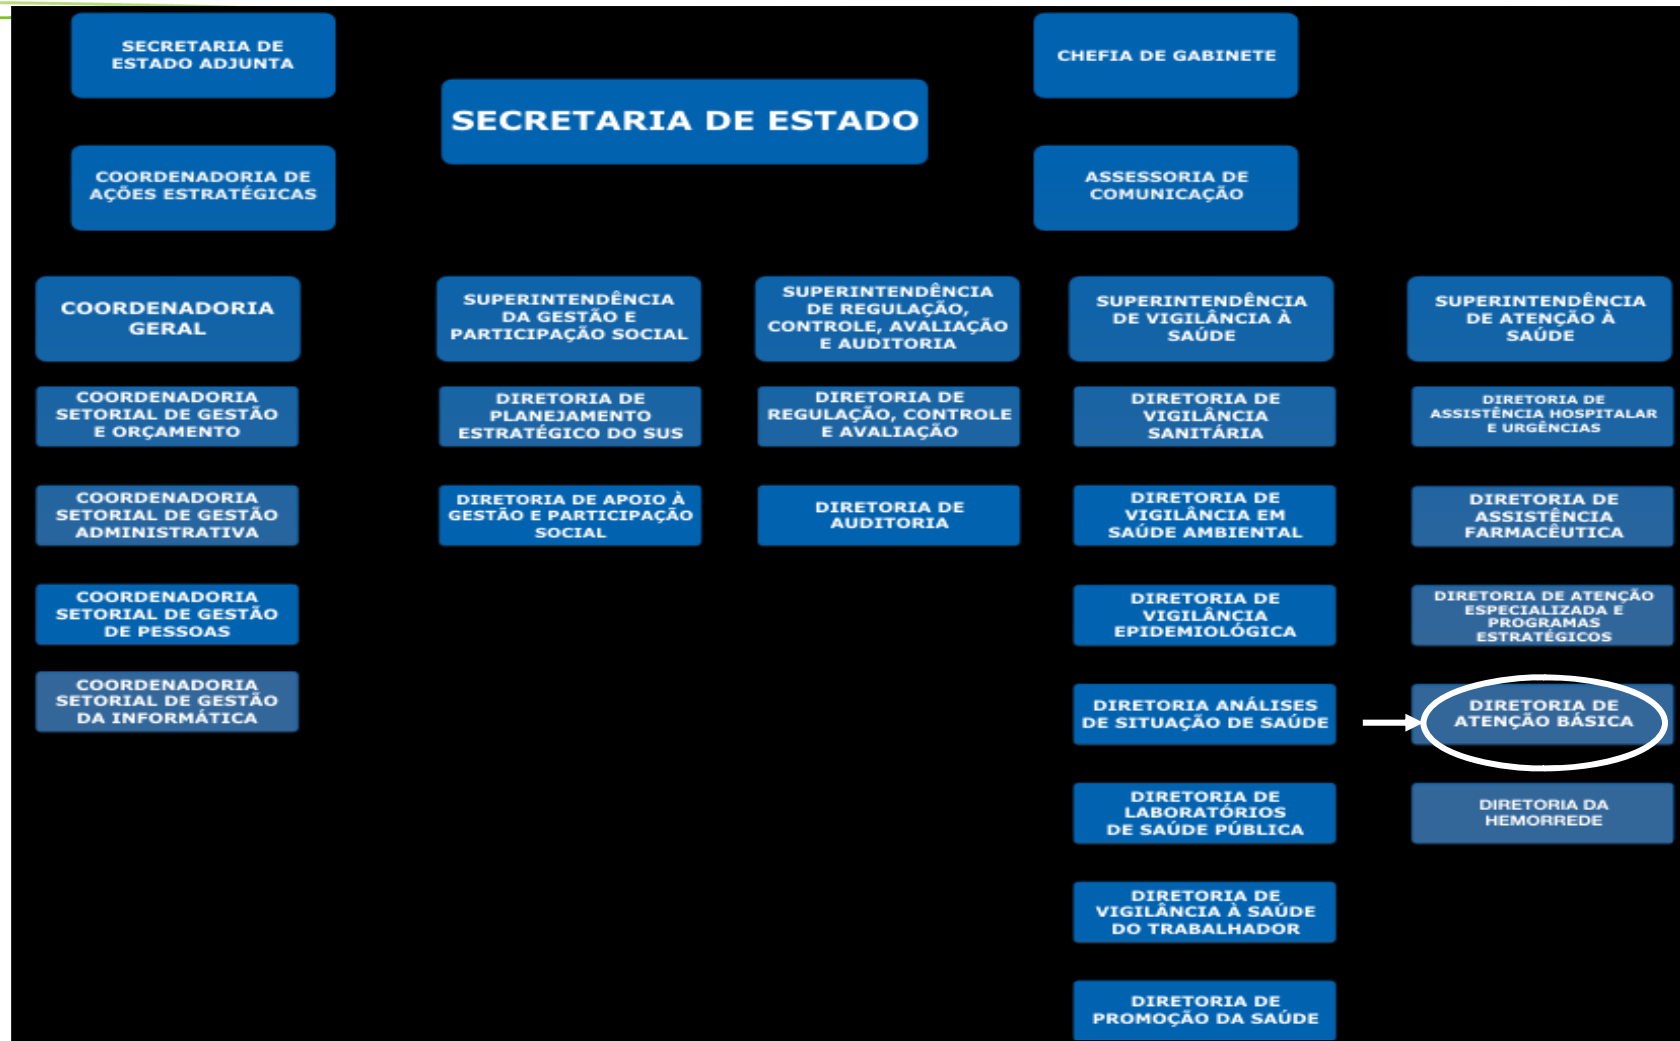 SECRETARIA DE
ESTADO ADJUNTA
CHEFIA DE GABINETE
SECRETARIA DE ESTADO
COORDENADORIA DE
AÇÕES ESTRATÉGICAS
ASSESSORIA DE
COMUNICAÇÃO
COORDENADORIA
GERAL
COORDENADORIA
SETORIAL DE GESTÃO
E ORÇAMENTO
COORDENADORIA
SETORIAL DE GESTÃO
ADMINISTRATIVA
COORDENADORIA
SETORIAL DE GESTÃO
DE PESSOAS
COORDENADORIA
SETORIAL DE GESTÃO
DA INFORMÁTICA
SUPERINTENDÊNCIA
DA GESTÃO E
PARTICIPAÇÃO SOCIAL
DIRETORIA DE
PLANEJAMENTO
ESTRATÉGICO DO SUS
DIRETORIA DE APOIO À
GESTÃO E PARTICIPAÇÃO
SOCIAL
SUPERINTENDÊNCIA
DE REGULAÇÃO,
CONTROLE, AVALIAÇÃO
E AUDITORIA
DIRETORIA DE
REGULAÇÃO, CONTROLE
E AVALIAÇÃO
DIRETORIA DE
AUDITORIA
SUPERINTENDÊNCIA
DE VIGILÂNCIA À
SAÚDE
DIRETORIA DE
VIGILÂNCIA
SANITÁRIA
DIRETORIA DE
VIGILÂNCIA EM
SAÚDE AMBIENTAL
DIRETORIA DE
VIGILÂNCIA
EPIDEMIOLÓGICA
DIRETORIA ANÁLISES
DE SITUAÇÃO DE SAÚDE
DIRETORIA DE
LABORATÓRIOS
DE SAÚDE PÚBLICA
DIRETORIA DE
VIGILÂNCIA À SAÚDE
DO TRABALHADOR
DIRETORIA DE
PROMOÇÃO DA SAÚDE
SUPERINTENDÊNCIA
DE ATENÇÃO À
SAÚDE
DIRETORIA DE
ASSISTÊNCIA HOSPITALAR
E URGÊNCIAS
DIRETORIA DE
ASSISTÊNCIA
FARMACÊUTICA
DIRETORIA DE ATENÇÃO
ESPECIALIZADA E
PROGRAMAS
ESTRATÉGICOS
DIRETORIA DE
ATENÇÃO BÁSICA
DIRETORIA DA
HEMORREDE